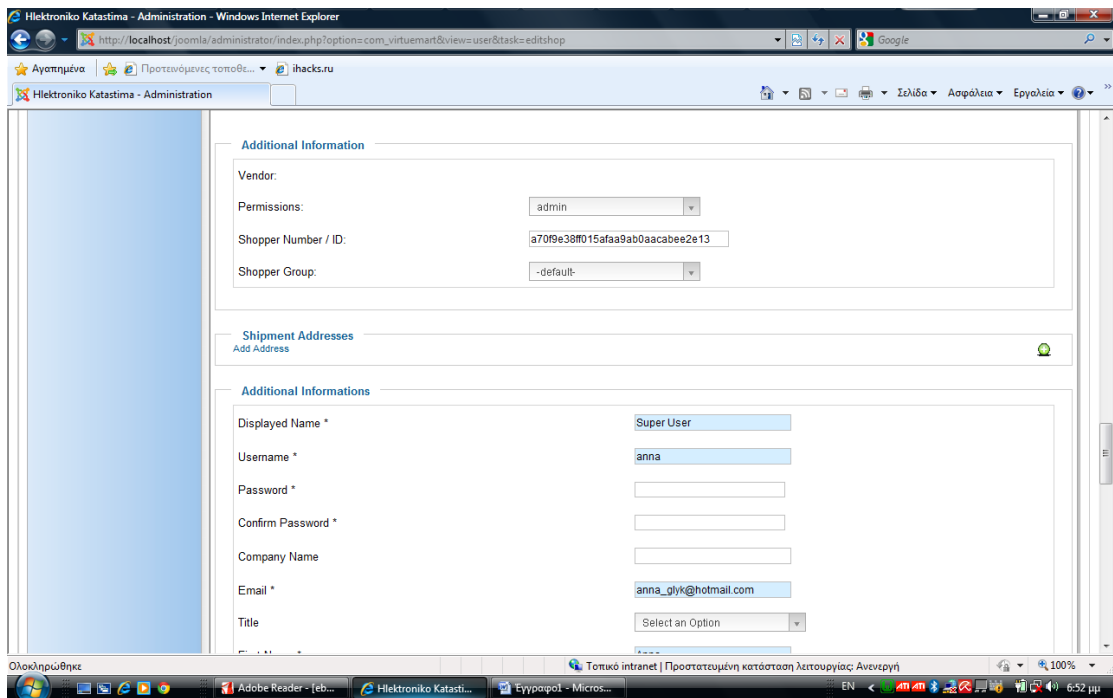 Hlektroniko Katastima - Administration - Windows Internet Explorer
http://localhost/joomla/administrator/index.php?option=com_virtuemart&view=user&task=editshop
Google
Αγαπημένα
Προτεινόμενες τοποθε...
ihacks.ru
Hlektroniko Katastima - Administration
Σελίδα
Ασφάλεια
Εργαλεία
Additional Information
Vendor:
Permissions: admin
Shopper Number / ID: a70f9e38ff015afaa9ab0aacabee2e13
Shopper Group: -default-
Shipment Addresses
Add Address
Additional Informations
Displayed Name * Super User
Username * anna
Password *
Confirm Password *
Company Name
Email * anna_glyk@hotmail.com
Title Select an Option
Ολοκληρώθηκε
Τοπικό intranet | Προστατευμένη κατάσταση λειτουργίας: Ανενεργή
100%
Adobe Reader - [eb...
Hlektroniko Katasti...
Έγγραφο1 - Micros...
EN
6:52 μμ